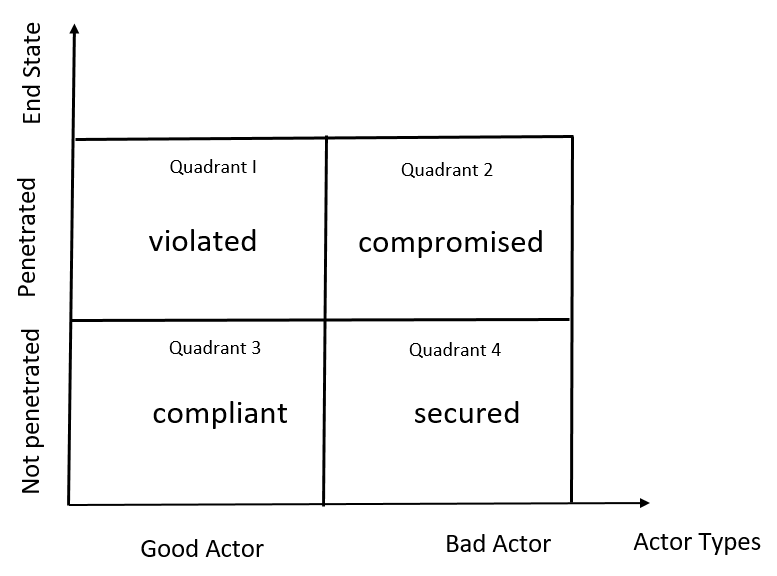 End State
Quadrant I
Quadrant 2
Penetrated
violated
compromised
Quadrant 3
Quadrant 4
Not penetrated
compliant
secured
Good Actor
Bad Actor
Actor Types